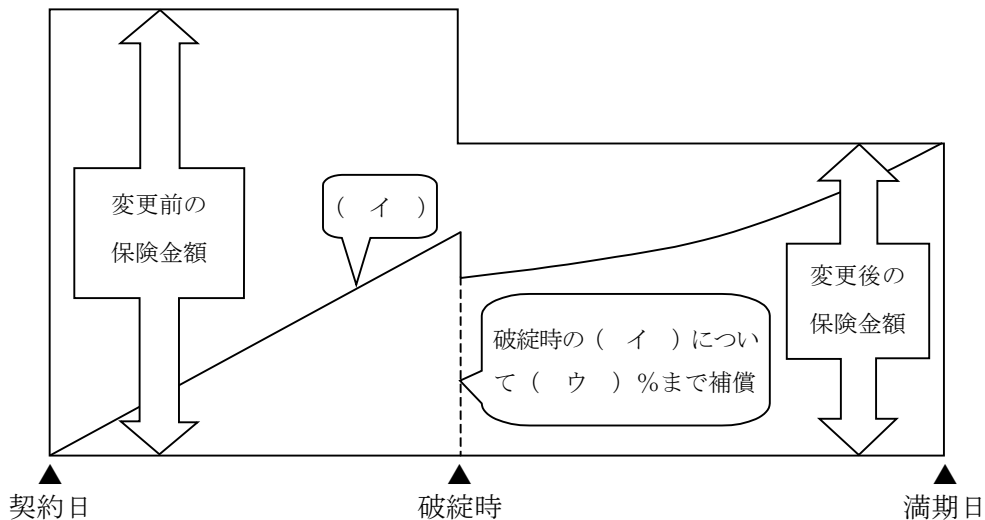 変更前の
保険金額
（　イ　）
変更後の
保険金額
破綻時の（　イ　）につい
て（　ウ　）％まで補償
▲
▲
▲
契約日
破綻時
満期日